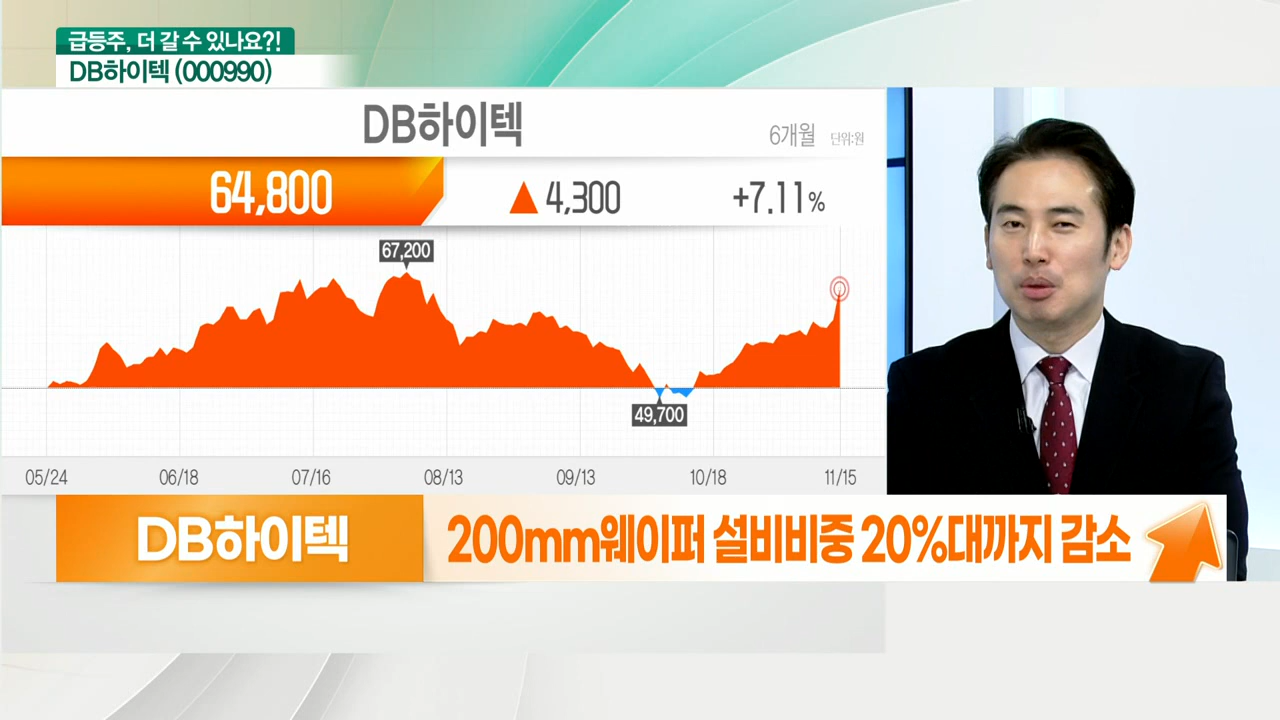 급등주, 더 갈 수 있나요?!
DB하이텍 (000990)
DB하이텍
6개월 단위:원
64,800 ▲ 4,300 +7.11%
67,200
49,700
05/24 06/18 07/16 08/13 09/13 10/18 11/15
DB하이텍
200mm웨이퍼 설비비중 20%대까지 감소